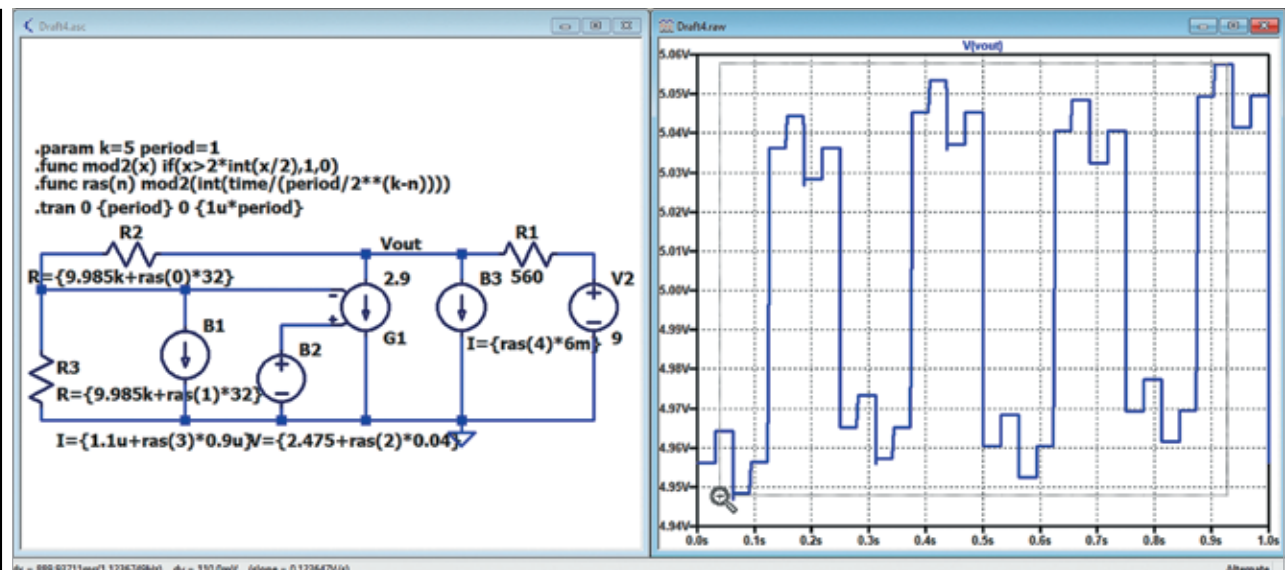 Draft4.asc
.param k=5 period=1
.func mod2(x) if(x>2*int(x/2),1,0)
.func ras(n) mod2(int(time/(period/2**(k-n))))
.tran 0 {period} 0 {1u*period}
R2
R={9.985k+ras(0)*32}
Vout
R1
560
V2
9
2.9
G1
B3
I={ras(4)*6m}
B1
B2
R3
R={9.985k+ras(1)*32}
I={1.1u+ras(3)*0.9u}
V={2.475+ras(2)*0.04}
Draft4.raw
V(vout)
5.06V
5.05V
5.04V
5.03V
5.02V
5.01V
5.00V
4.99V
4.98V
4.97V
4.96V
4.95V
4.94V
0.0s 0.1s 0.2s 0.3s 0.4s 0.5s 0.6s 0.7s 0.8s 0.9s 1.0s
Alternate